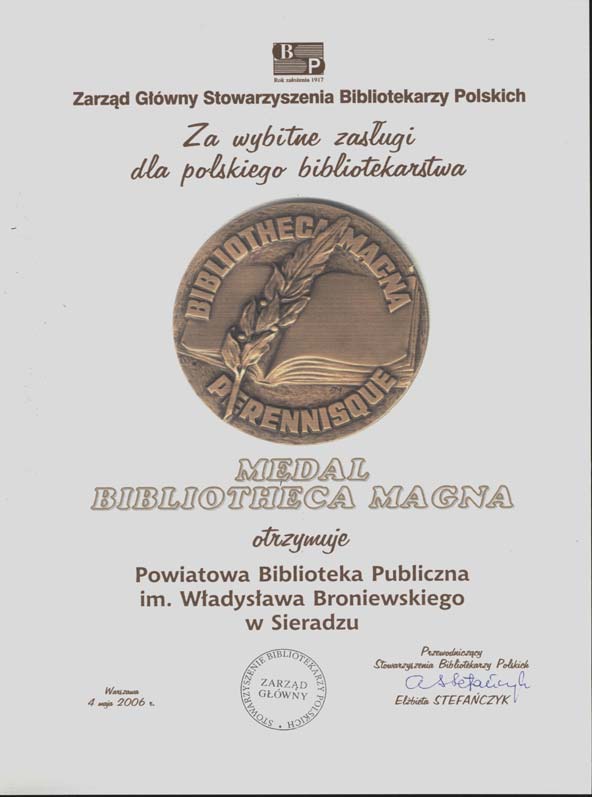 B
P
Rok założenia 1917
Zarząd Główny Stowarzyszenia Bibliotekarzy Polskich
Za wybitne zasługi
dla polskiego bibliotekarstwa
BIBLIOTHECA MAGNA
PERENNISQUE
MEDAL
BIBLIOTHECA MAGNA
otrzymuje
Powiatowa Biblioteka Publiczna
im. Władysława Broniewskiego
w Sieradzu
Warszawa
4 maja 2006 r.
STOWARZYSZENIE BIBLIOTEKARZY POLSKICH
ZARZĄD
GŁÓWNY
Przewodniczący
Stowarzyszenia Bibliotekarzy Polskich
Elżbieta STEFAŃCZYK